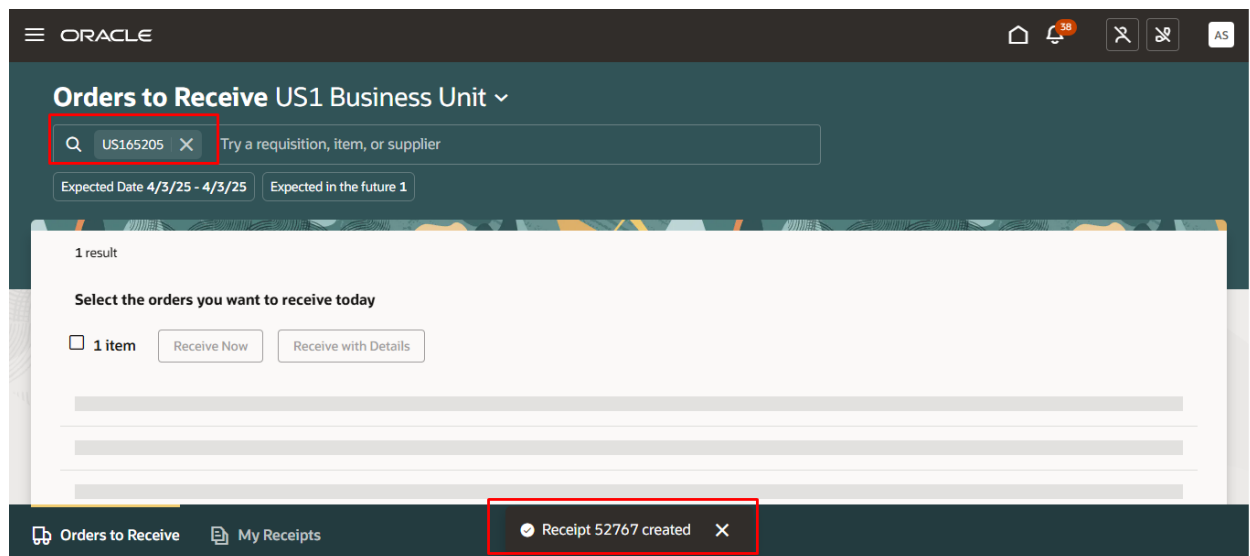 ORACLE
38
AS
Orders to Receive US1 Business Unit
US165205 Try a requisition, item, or supplier
Expected Date 4/3/25 - 4/3/25 Expected in the future 1
1 result
Select the orders you want to receive today
1 item Receive Now Receive with Details
Orders to Receive My Receipts Receipt 52767 created